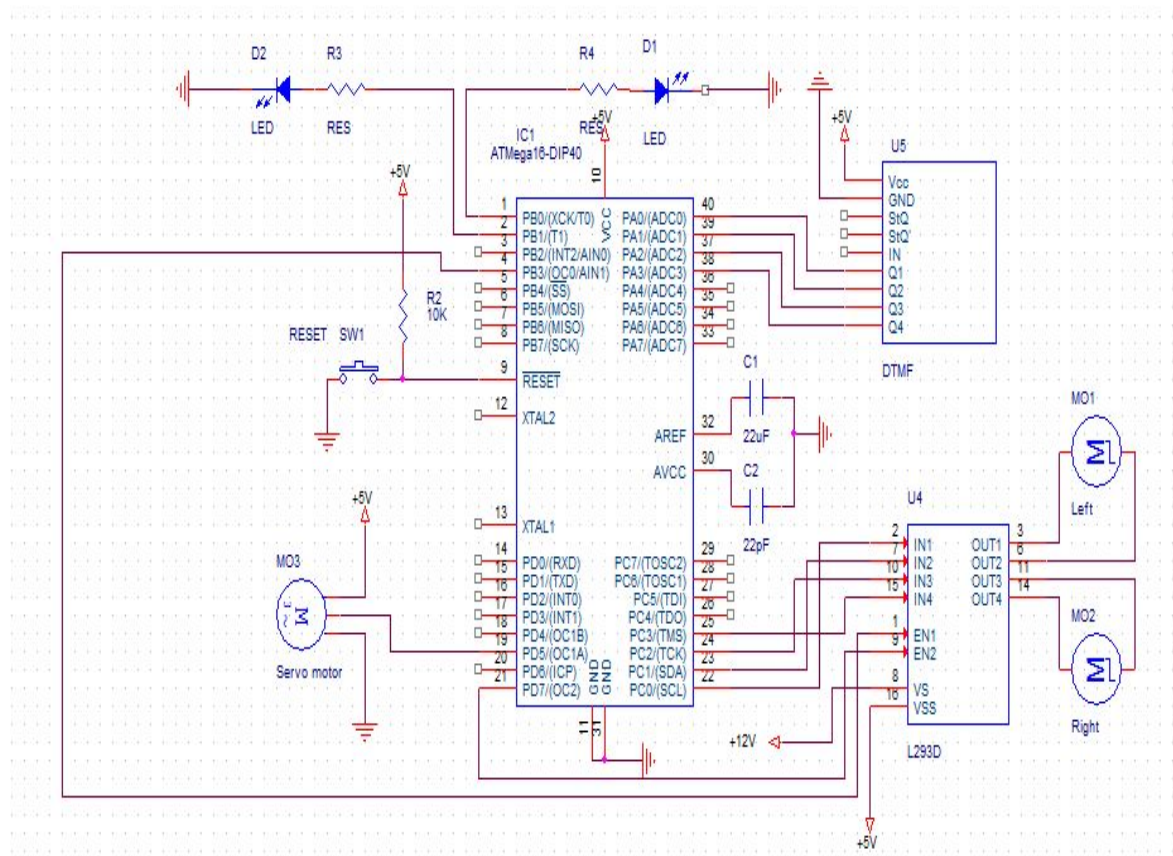 D2 R3 R4 D1
LED RES RES LED
+5V
IC1
ATMega16-DIP40
+5V
U5
+5V
10
VCC
1 PB0/(XCK/T0)
2 PB1/(T1)
3 PB2/(INT2/AIN0)
4 PB3/(OC0/AIN1)
5 PB4/(SS)
6 PB5/(MOSI)
7 PB6/(MISO)
8 PB7/(SCK)
9 RESET
12 XTAL2
13 XTAL1
14 PD0/(RXD)
15 PD1/(TXD)
16 PD2/(INT0)
17 PD3/(INT1)
18 PD4/(OC1B)
19 PD5/(OC1A)
20 PD6/(ICP)
21 PD7/(OC2)
40 PA0/(ADC0)
39 PA1/(ADC1)
37 PA2/(ADC2)
38 PA3/(ADC3)
36 PA4/(ADC4)
35 PA5/(ADC5)
34 PA6/(ADC6)
33 PA7/(ADC7)
32 AREF
30 AVCC
29 PC7/(TOSC2)
28 PC6/(TOSC1)
27 PC5/(TDI)
26 PC4/(TDO)
25 PC3/(TMS)
24 PC2/(TCK)
23 PC1/(SDA)
22 PC0/(SCL)
GND
GND
11
31
Vcc
GND
StQ
StQ'
IN
Q1
Q2
Q3
Q4
DTMF
R2
10K
RESET SW1
C1
22uF
C2
22pF
+5V
MO3
M
3 ~
Servo motor
MO1
M
Left
U4
2 IN1 OUT1 3
7 IN2 OUT2 6
10 IN3 OUT3 11
15 IN4 OUT4 14
1 EN1
9 EN2
8 VS
16 VSS
L293D
MO2
M
Right
+12V
+5V